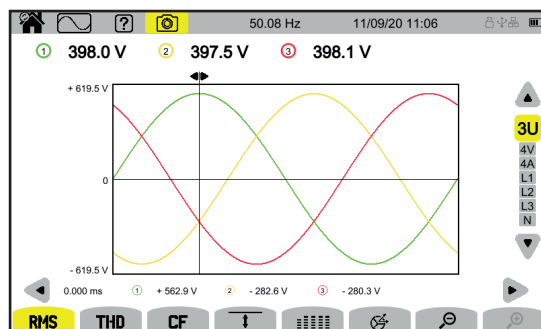 ?
50.08 Hz
11/09/20 11:06
1 398.0 V 2 397.5 V 3 398.1 V
+ 619.5 V
0
- 619.5 V
3U
4V
4A
L1
L2
L3
N
0.000 ms 1 + 562.9 V 2 - 282.6 V 3 - 280.3 V
RMS THD CF